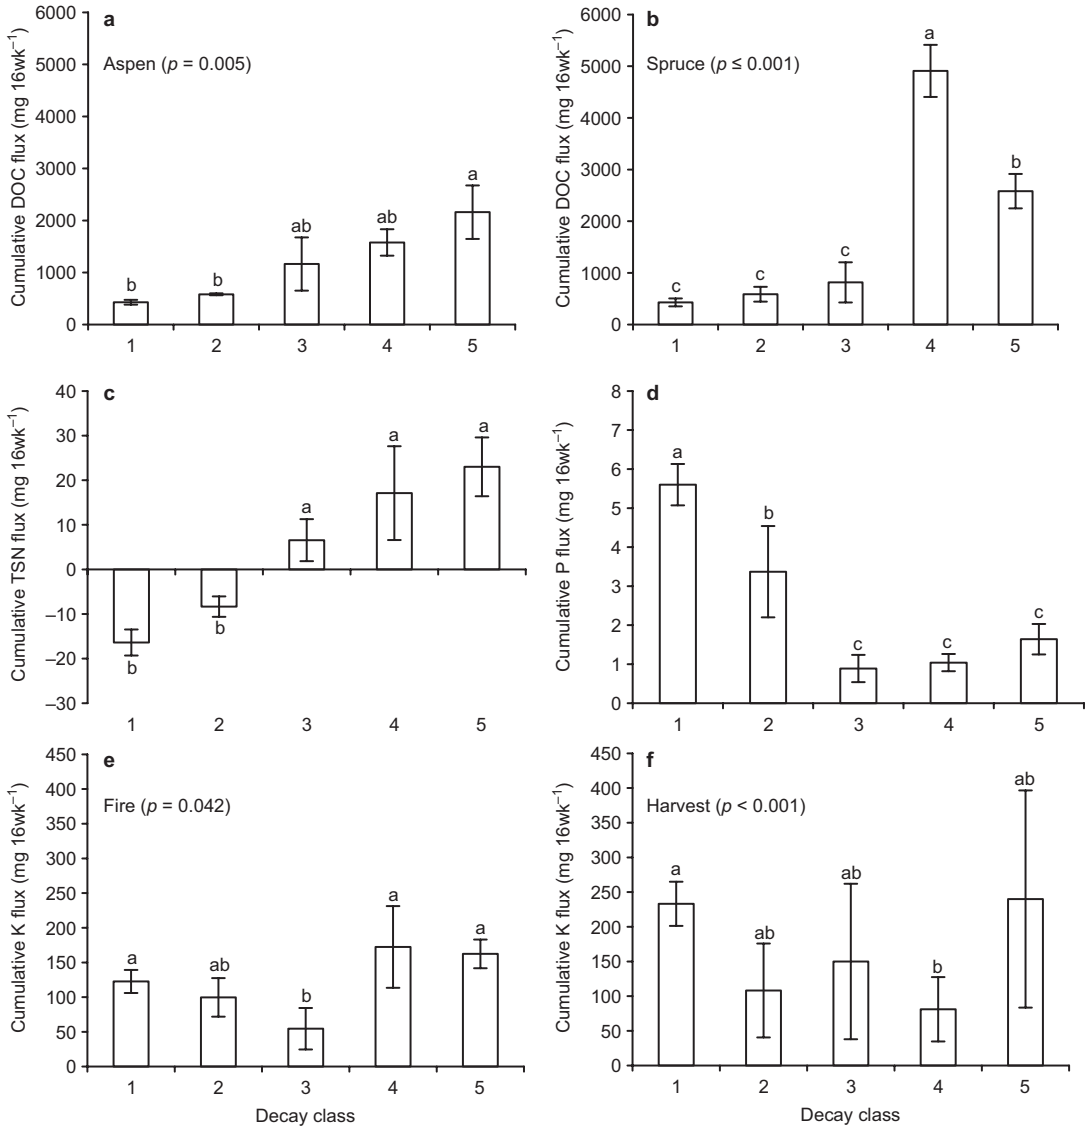 a
Aspen (p = 0.005)
Cumulative DOC flux (mg 16wk⁻¹)
6000
5000
4000
3000
2000
1000
0
b
b
ab
ab
a
1 2 3 4 5
b
Spruce (p ≤ 0.001)
Cumulative DOC flux (mg 16wk⁻¹)
6000
5000
4000
3000
2000
1000
0
c
c
c
a
b
1 2 3 4 5
c
Cumulative TSN flux (mg 16wk⁻¹)
40
30
20
10
0
–10
–20
–30
b
b
a
a
a
1 2 3 4 5
d
Cumulative P flux (mg 16wk⁻¹)
8
7
6
5
4
3
2
1
0
a
b
c
c
c
1 2 3 4 5
e
Fire (p = 0.042)
Cumulative K flux (mg 16wk⁻¹)
450
400
350
300
250
200
150
100
50
0
a
ab
b
a
a
1 2 3 4 5
Decay class
f
Harvest (p < 0.001)
Cumulative K flux (mg 16wk⁻¹)
450
400
350
300
250
200
150
100
50
0
a
ab
ab
b
ab
1 2 3 4 5
Decay class